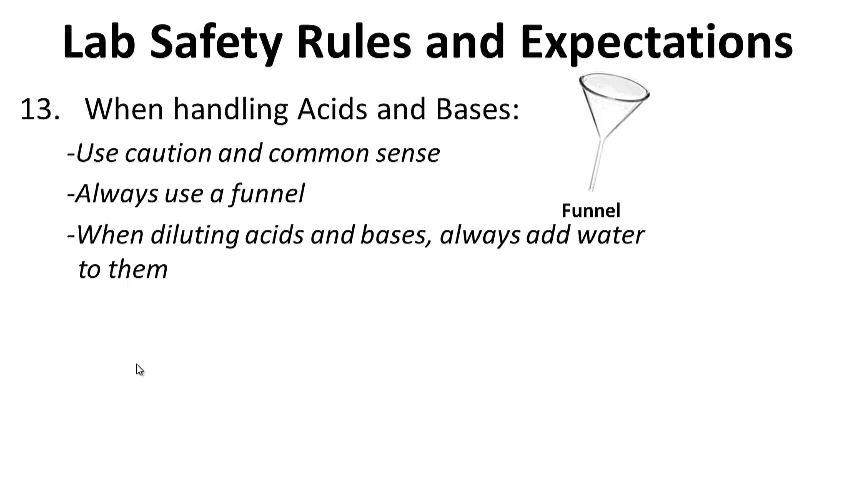 Lab Safety Rules and Expectations
13. When handling Acids and Bases:
-Use caution and common sense
-Always use a funnel
Funnel
-When diluting acids and bases, always add water
to them